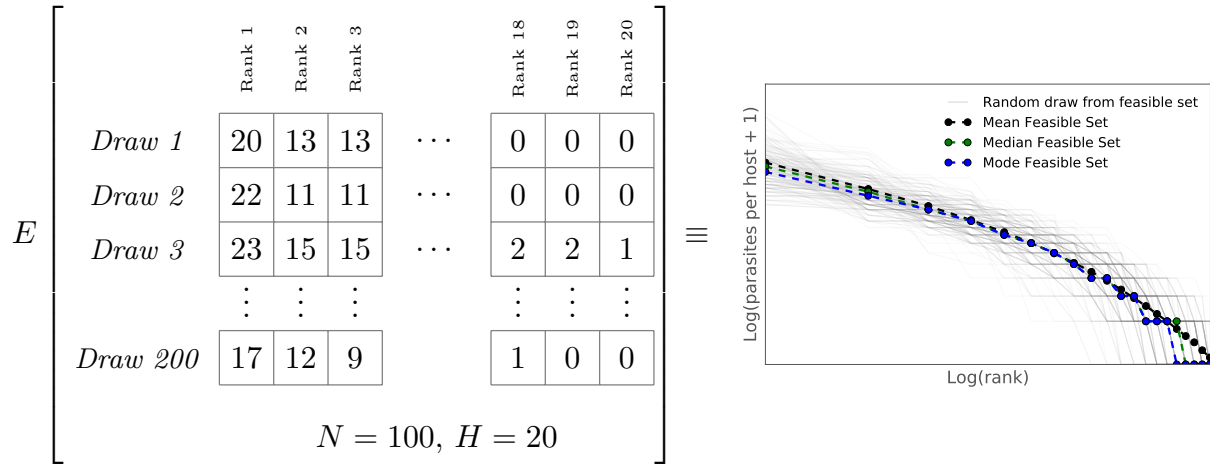 Rank 1 Rank 2 Rank 3 Rank 18 Rank 19 Rank 20
Draw 1 20 13 13 ⋯ 0 0 0
Draw 2 22 11 11 0 0 0
E Draw 3 23 15 15 ⋯ 2 2 1 ≡
⋮ ⋮ ⋮ ⋮ ⋮ ⋮
Draw 200 17 12 9 1 0 0
N = 100, H = 20
Log(parasites per host + 1)
Random draw from feasible set
Mean Feasible Set
Median Feasible Set
Mode Feasible Set
Log(rank)